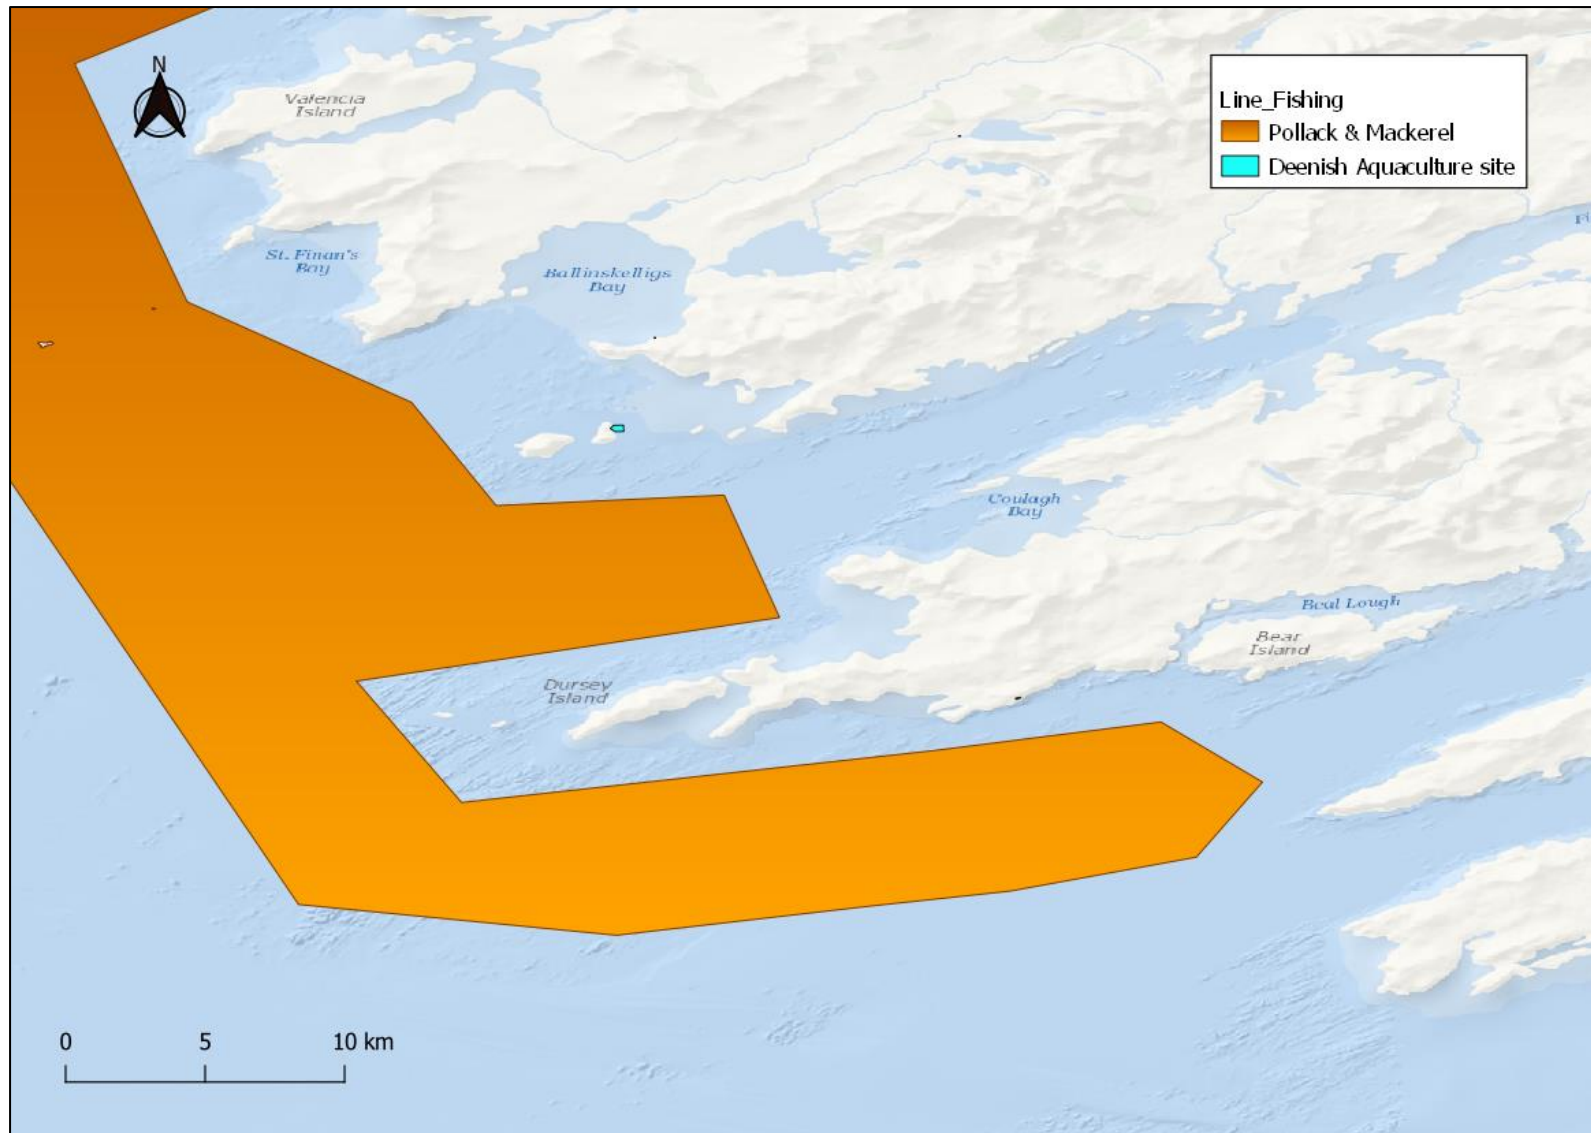 N
Valencia
Island
Line_Fishing
Pollack & Mackerel
Deenish Aquaculture site
St. Finan's
Bay
Ballinskelligs
Bay
Coulagh
Bay
Beal Lough
Bear
Island
Dursey
Island
0 5 10 km